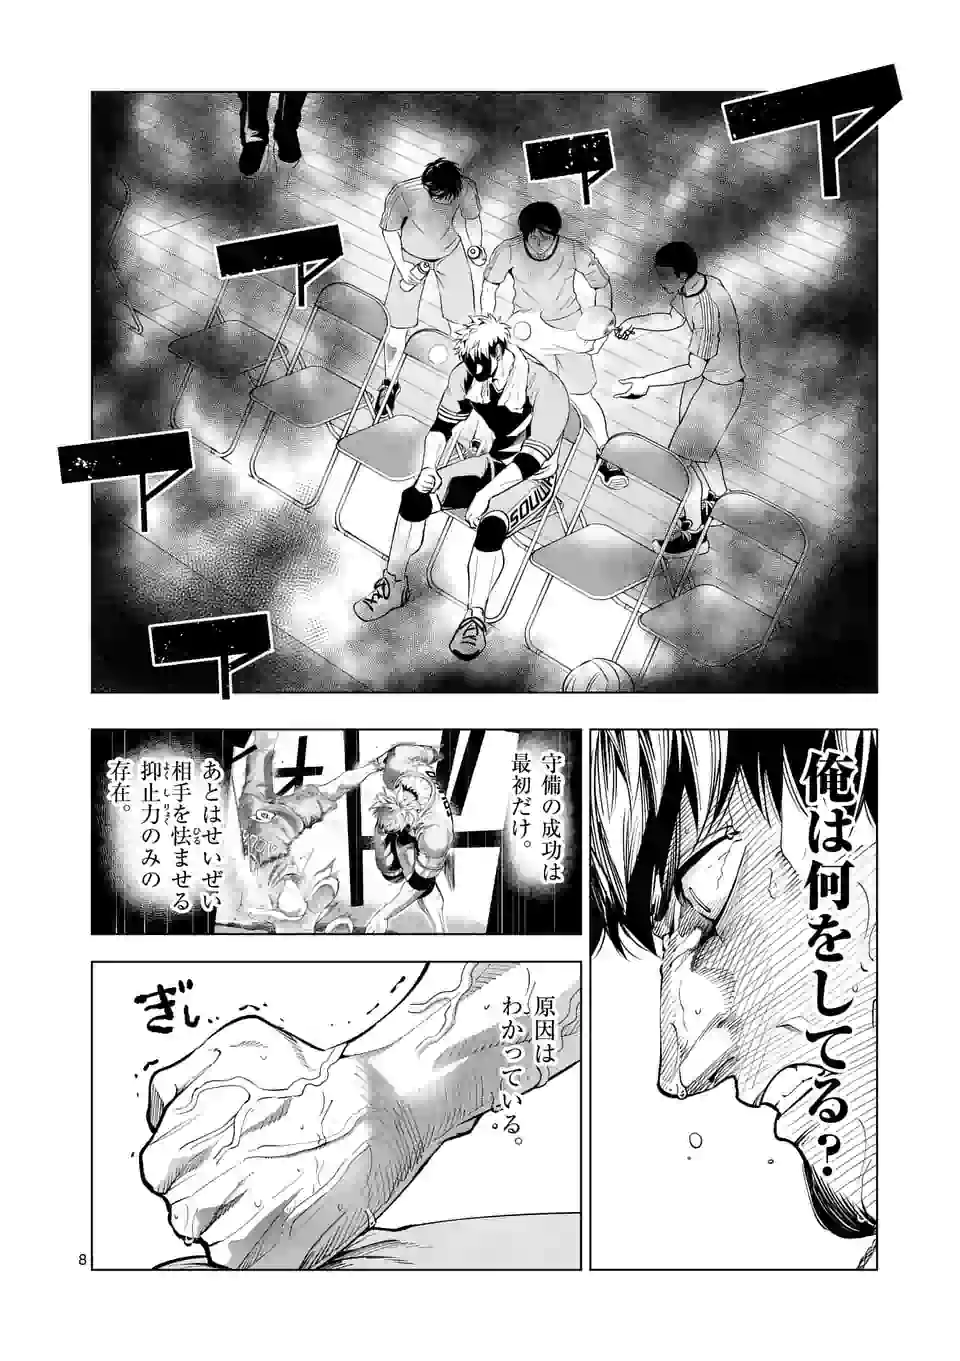 ア
ア
ア
ア
ア
SOUOH
俺は何をしてる?
守備の成功は
最初だけ。
あとはせいぜい
相手を怯ませる
抑止力のみの
存在。
原因は
わかっている。
ぎしぃ
8